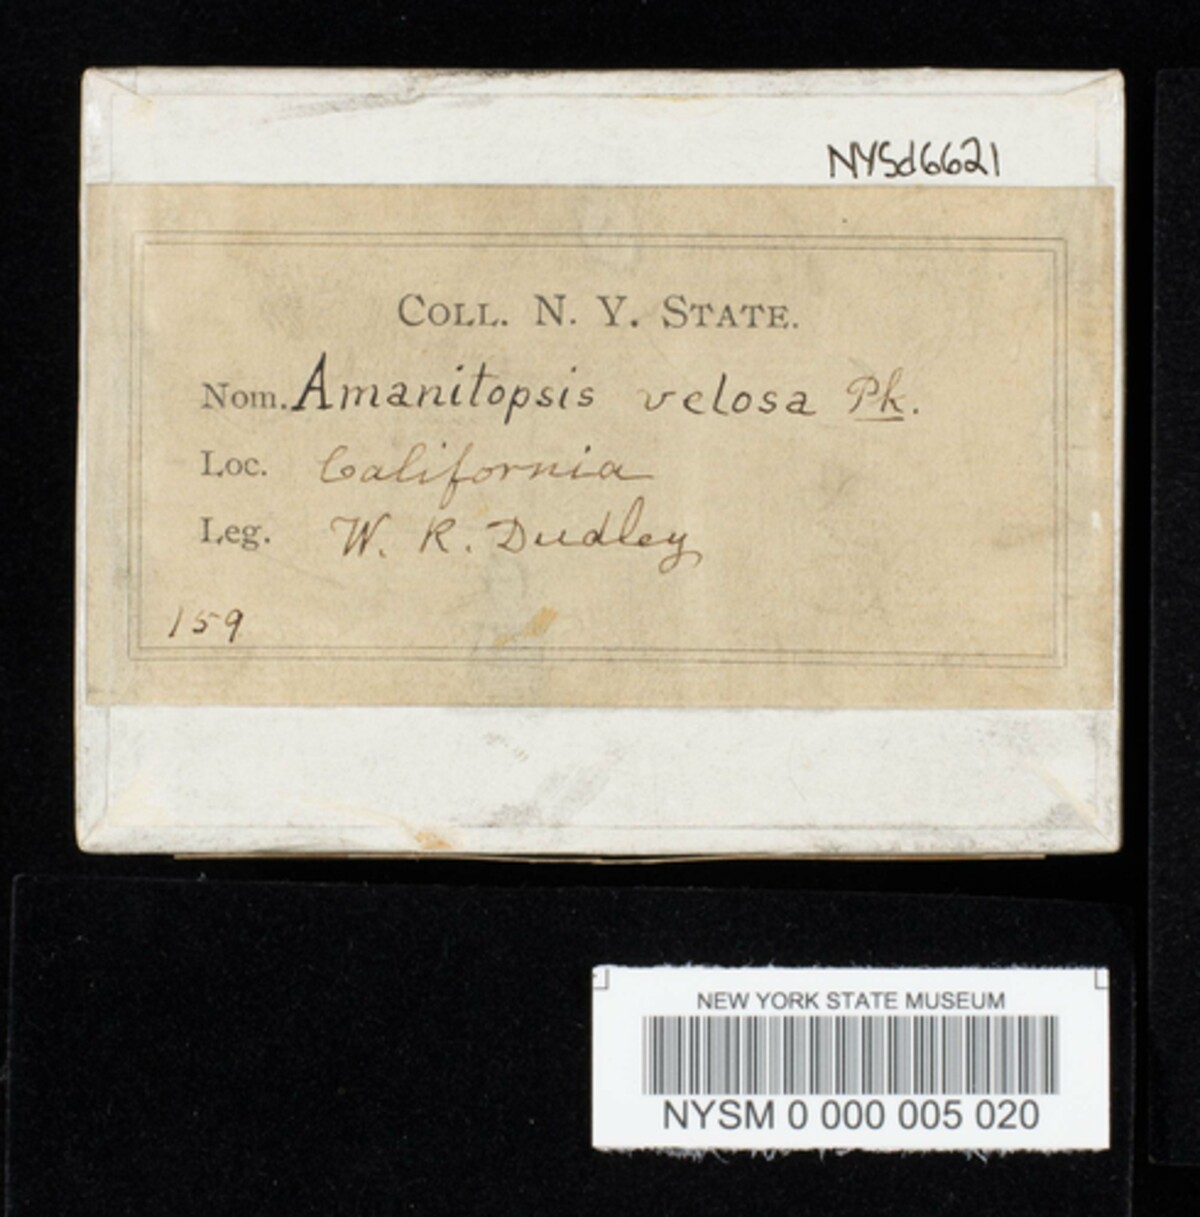 NYSd6621
COLL. N. Y. STATE.
Nom. Amanitopsis velosa Pk.
Loc. California
Leg. W. R. Dudley
159
NEW YORK STATE MUSEUM
NYSM 0 000 005 020